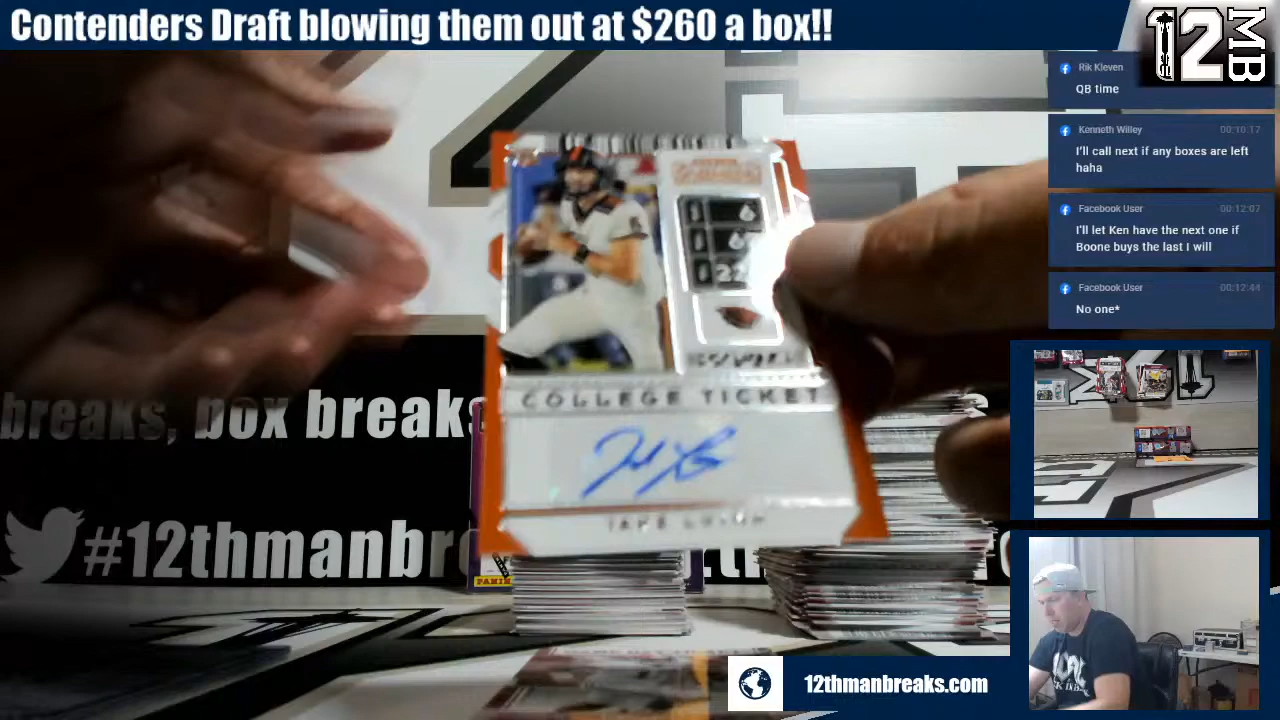 Contenders Draft blowing them out at $260 a box!!
12
MB
Rik Kleven
QB time
Kenneth Willey 00:10:17
I'll call next if any boxes are left
haha
Facebook User 00:12:07
I'll let Ken have the next one if
Boone buys the last I will
Facebook User 00:12:44
No one*
COLLEGE TICKET
breaks, box breaks
#12thmanbr
PANINI
12thmanbreaks.com